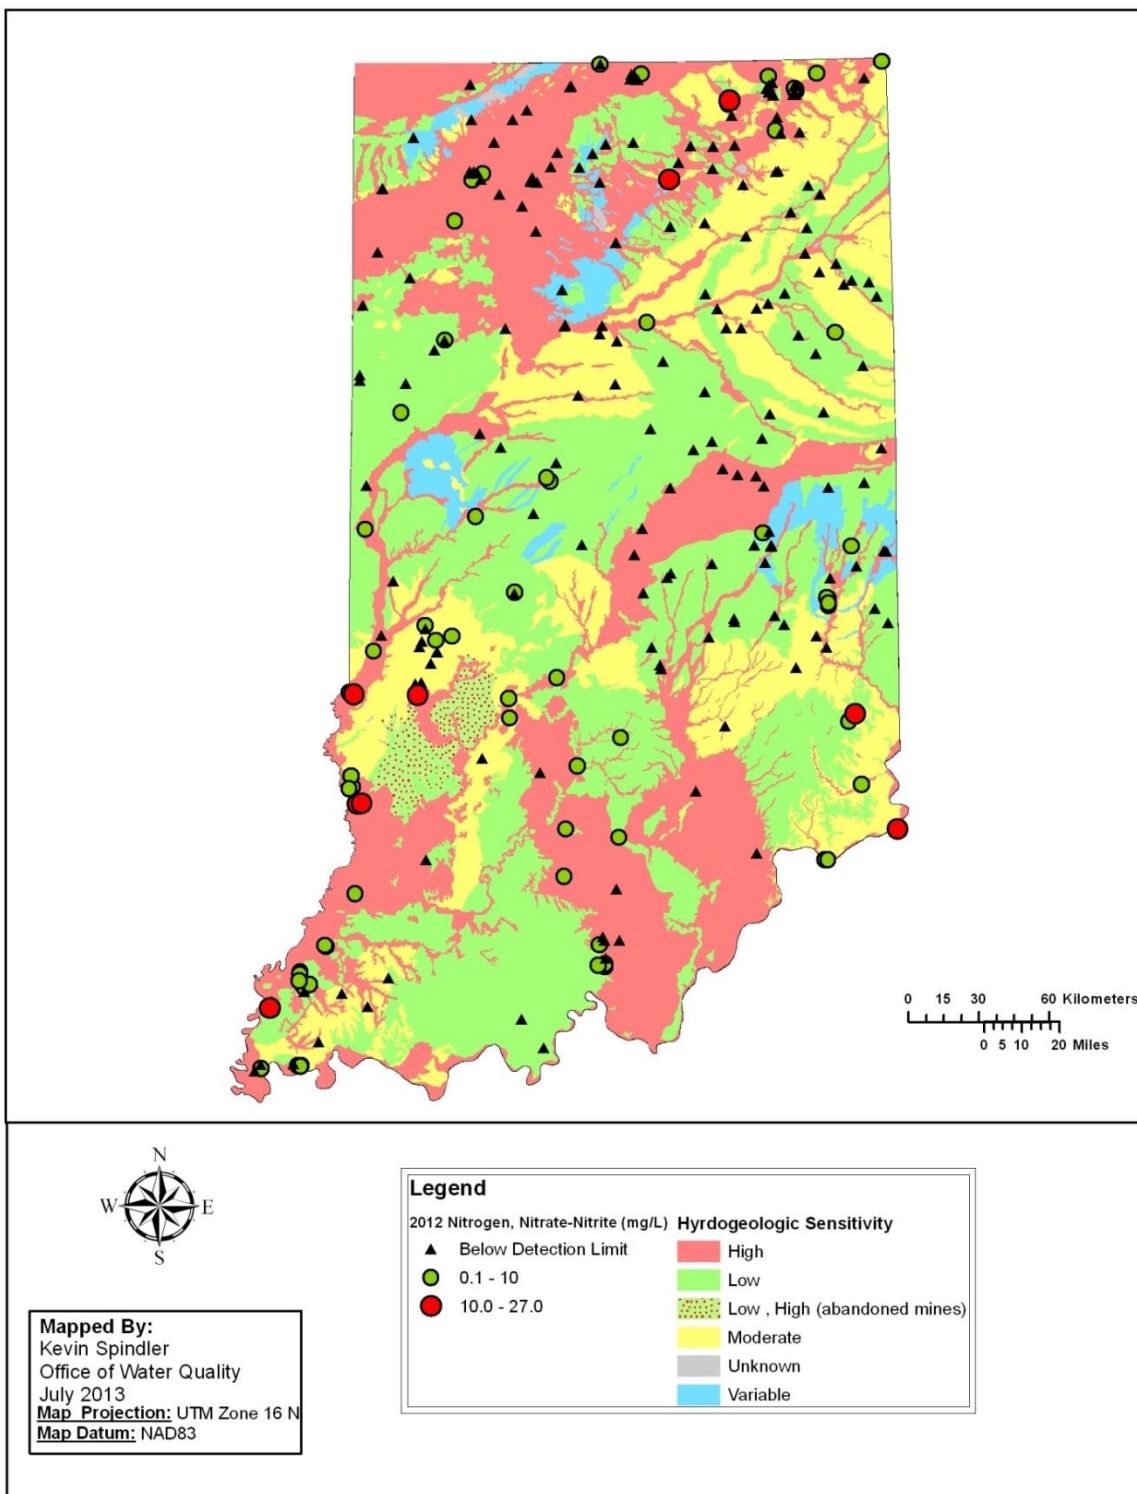 0 15 30 60 Kilometers
0 5 10 20 Miles
N
W E
S
Legend
2012 Nitrogen, Nitrate-Nitrite (mg/L) Hyrdogeologic Sensitivity
Below Detection Limit
0.1 - 10
10.0 - 27.0
High
Low
Low , High (abandoned mines)
Moderate
Unknown
Variable
Mapped By:
Kevin Spindler
Office of Water Quality
July 2013
Map Projection: UTM Zone 16 N
Map Datum: NAD83